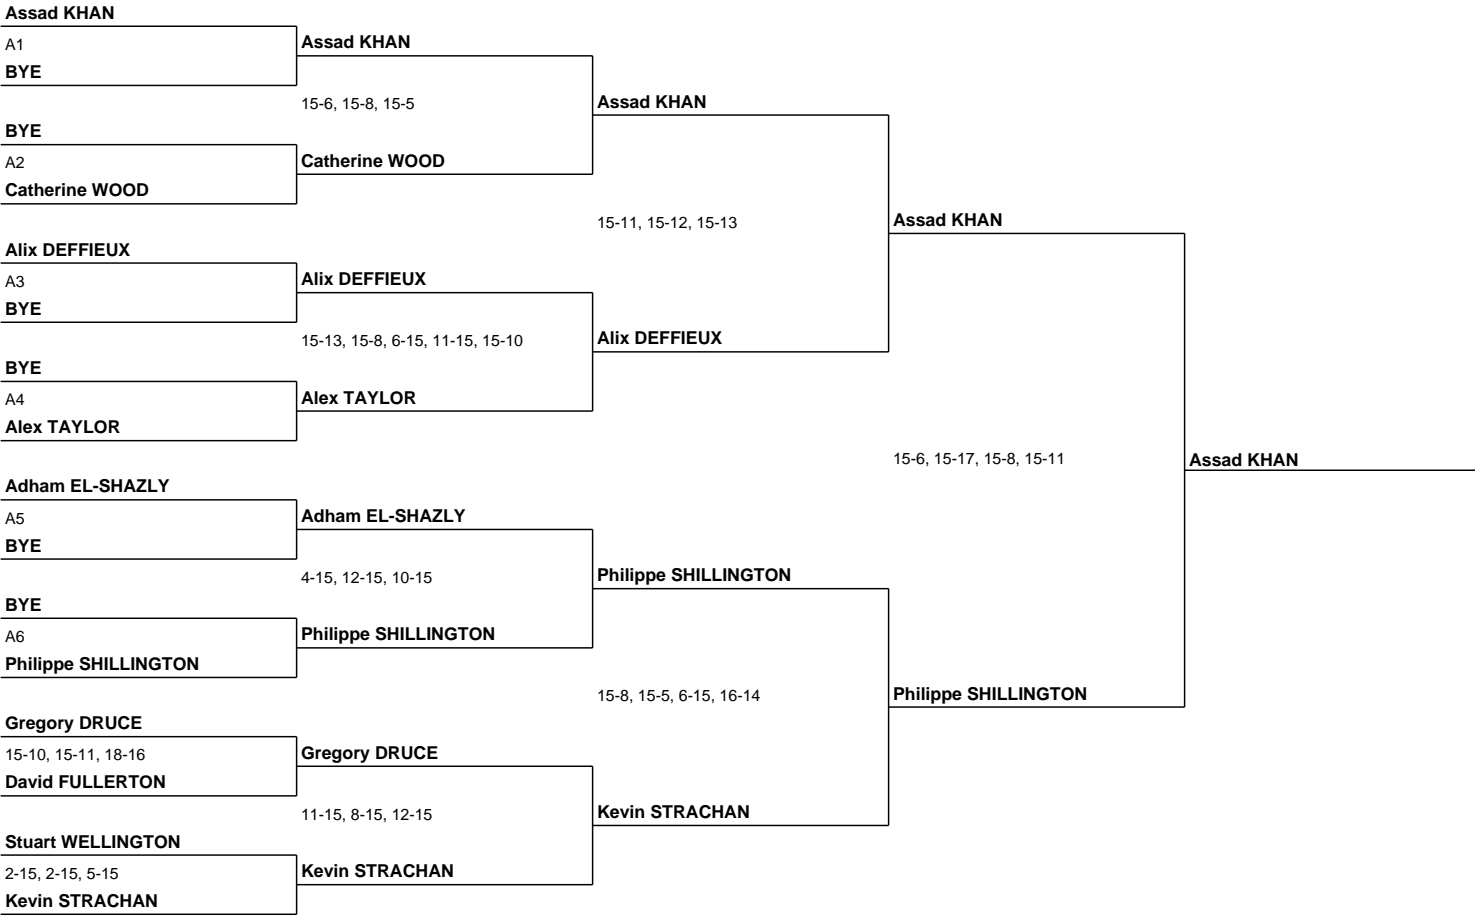 Assad KHAN
A1
BYE
BYE
A2
Catherine WOOD
Alix DEFFIEUX
A3
BYE
BYE
A4
Alex TAYLOR
Adham EL-SHAZLY
A5
BYE
BYE
A6
Philippe SHILLINGTON
Gregory DRUCE
15-10, 15-11, 18-16
David FULLERTON
Stuart WELLINGTON
2-15, 2-15, 5-15
Kevin STRACHAN
Assad KHAN
15-6, 15-8, 15-5
Catherine WOOD
Alix DEFFIEUX
15-13, 15-8, 6-15, 11-15, 15-10
Alex TAYLOR
Adham EL-SHAZLY
4-15, 12-15, 10-15
Philippe SHILLINGTON
Gregory DRUCE
11-15, 8-15, 12-15
Kevin STRACHAN
Assad KHAN
15-11, 15-12, 15-13
Alix DEFFIEUX
Philippe SHILLINGTON
15-8, 15-5, 6-15, 16-14
Kevin STRACHAN
Assad KHAN
15-6, 15-17, 15-8, 15-11
Philippe SHILLINGTON
Assad KHAN